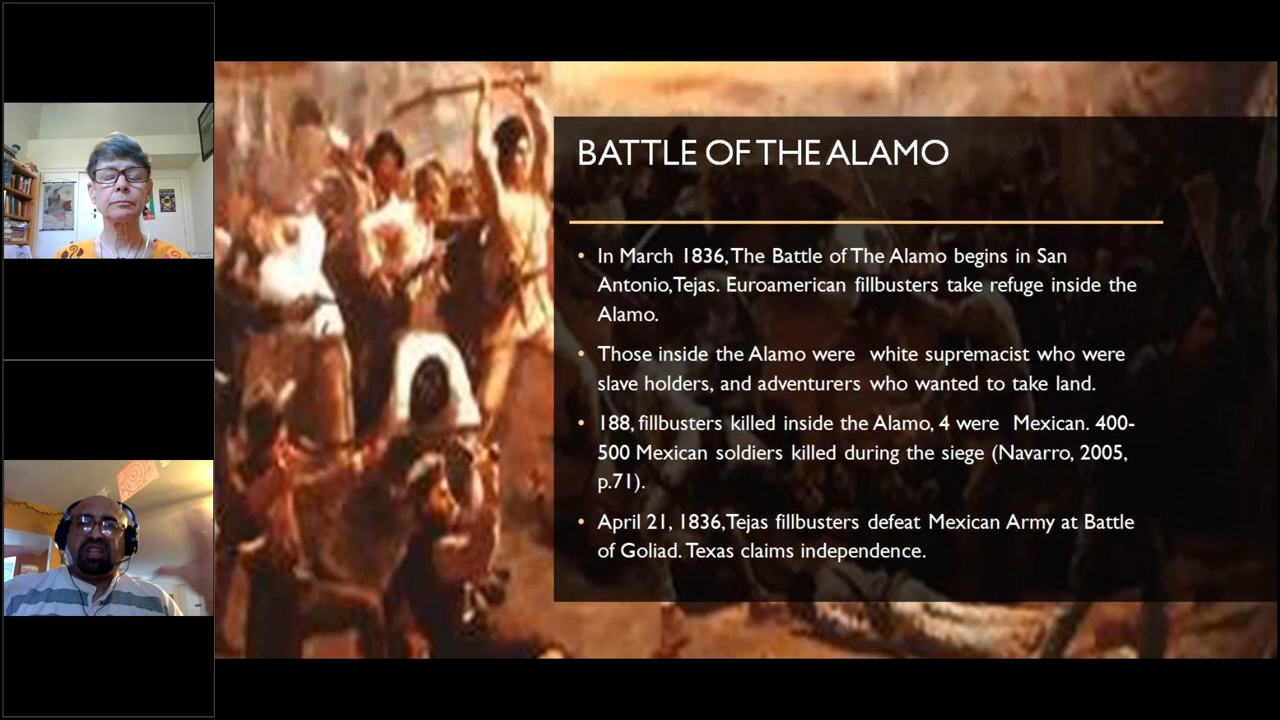 BATTLE OF THE ALAMO
• In March 1836, The Battle of The Alamo begins in San
Antonio, Tejas. Euroamerican fillbusters take refuge inside the
Alamo.
• Those inside the Alamo were white supremacist who were
slave holders, and adventurers who wanted to take land.
• 188, fillbusters killed inside the Alamo, 4 were Mexican. 400-
500 Mexican soldiers killed during the siege (Navarro, 2005,
p.71).
• April 21, 1836, Tejas fillbusters defeat Mexican Army at Battle
of Goliad. Texas claims independence.